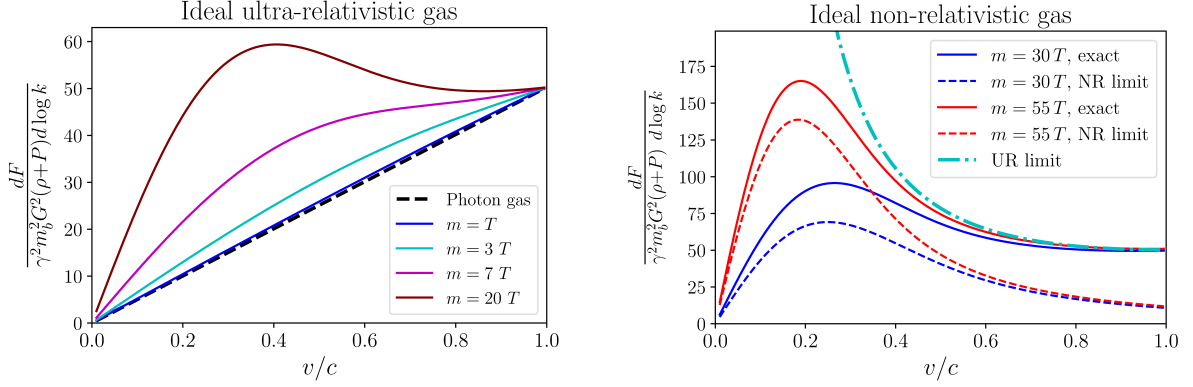 Ideal ultra-relativistic gas
dF
γ²m_b²G²(ρ+P)d log k
60
50
40
30
20
10
0
0.0 0.2 0.4 0.6 0.8 1.0
v/c
Photon gas
m = T
m = 3 T
m = 7 T
m = 20 T
Ideal non-relativistic gas
dF
γ²m_b²G²(ρ+P) d log k
175
150
125
100
75
50
25
0
0.0 0.2 0.4 0.6 0.8 1.0
v/c
m = 30 T, exact
m = 30 T, NR limit
m = 55 T, exact
m = 55 T, NR limit
UR limit